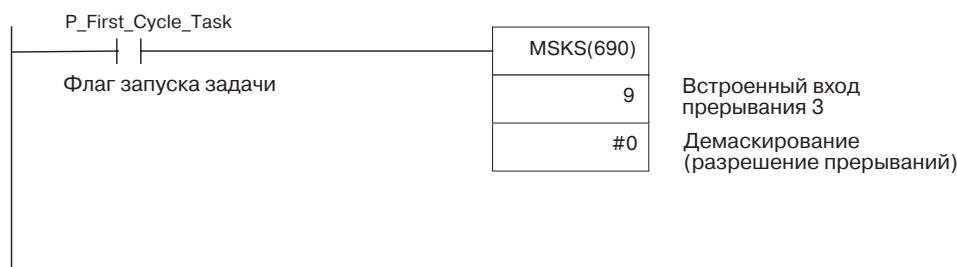 P_First_Cycle_Task
MSKS(690)
Флаг запуска задачи
9
Встроенный вход
прерывания 3
#0
Демаскирование
(разрешение прерываний)